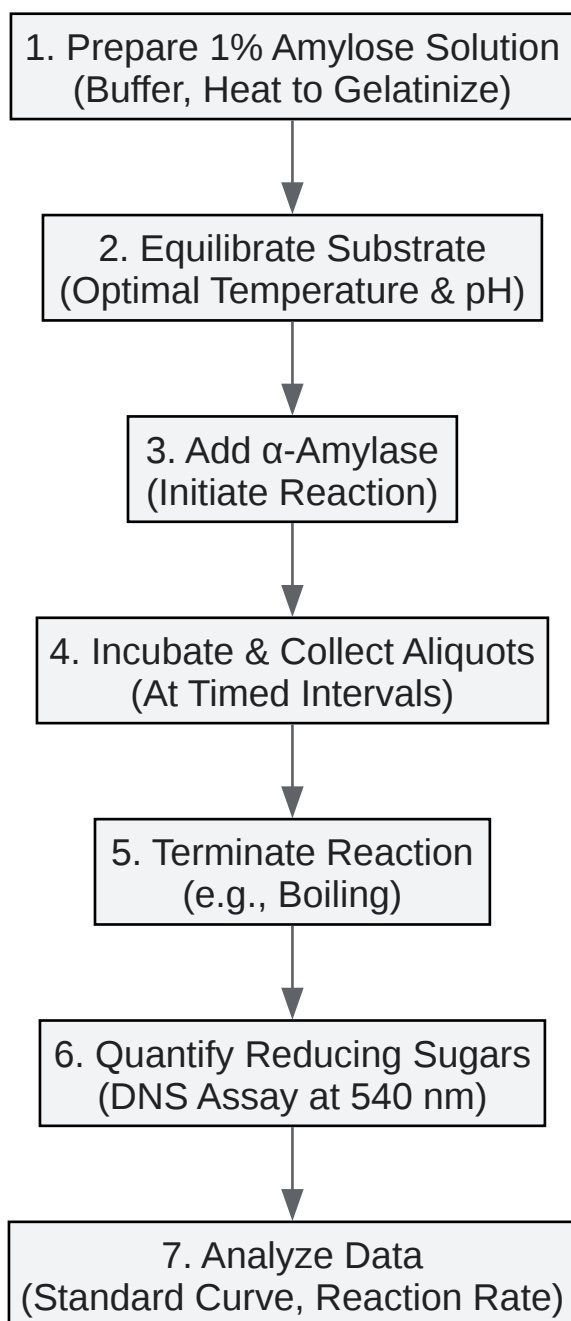 1. Prepare 1% Amylose Solution
(Buffer, Heat to Gelatinize)
2. Equilibrate Substrate
(Optimal Temperature & pH)
3. Add α-Amylase
(Initiate Reaction)
4. Incubate & Collect Aliquots
(At Timed Intervals)
5. Terminate Reaction
(e.g., Boiling)
6. Quantify Reducing Sugars
(DNS Assay at 540 nm)
7. Analyze Data
(Standard Curve, Reaction Rate)